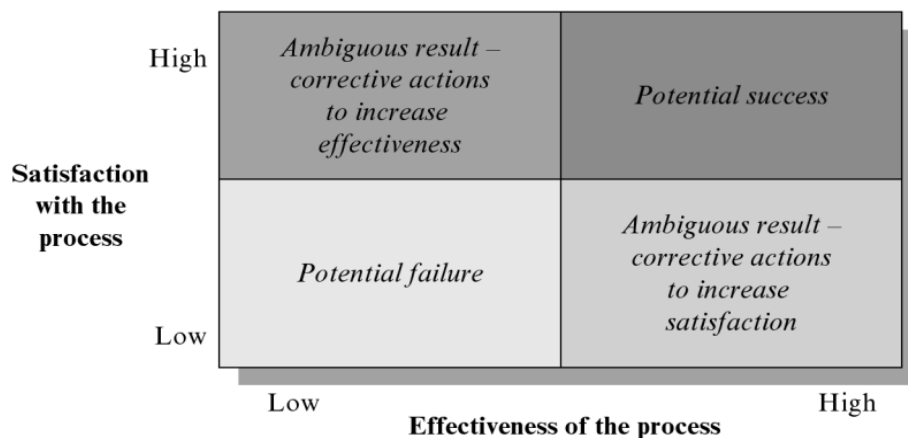 High
Ambiguous result –
corrective actions
to increase
effectiveness
Potential success
Satisfaction
with the
process
Potential failure
Ambiguous result –
corrective actions
to increase
satisfaction
Low
Low
High
Effectiveness of the process